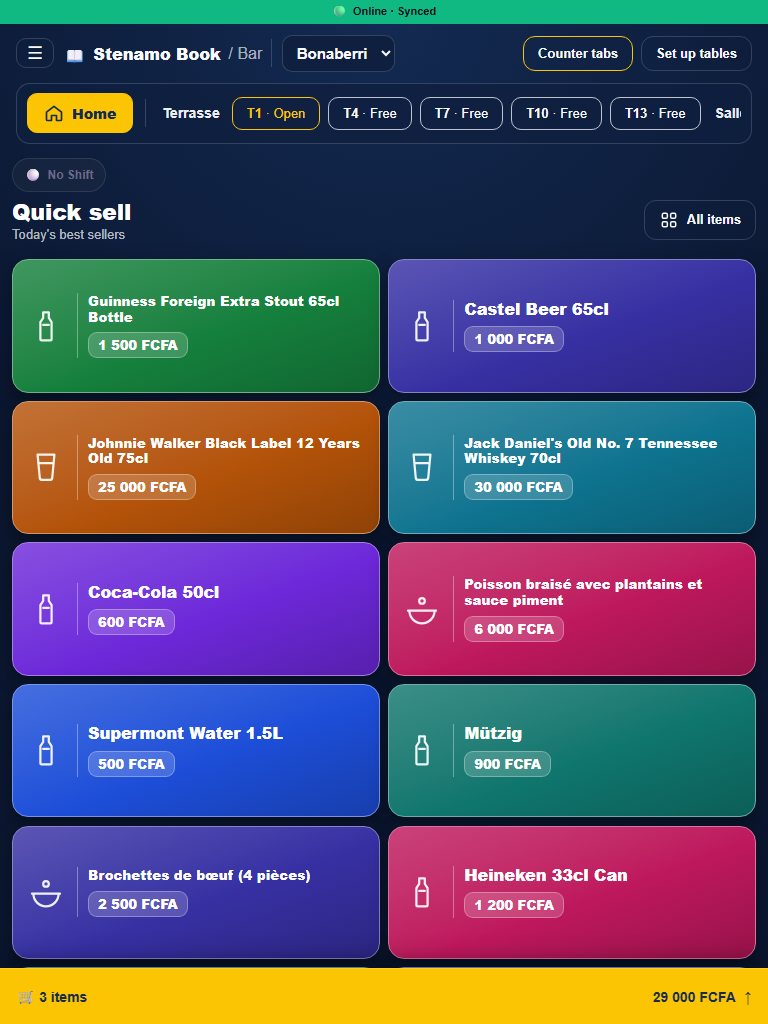 Online · Synced
☰ 📖 Stenamo Book / Bar Bonaberri Counter tabs Set up tables
Home Terrasse T1 · Open T4 · Free T7 · Free T10 · Free T13 · Free
No Shift
Quick sell
Today's best sellers
All items
Guinness Foreign Extra Stout 65cl
Bottle
1 500 FCFA
Castel Beer 65cl
1 000 FCFA
Johnnie Walker Black Label 12 Years
Old 75cl
25 000 FCFA
Jack Daniel's Old No. 7 Tennessee
Whiskey 70cl
30 000 FCFA
Coca-Cola 50cl
600 FCFA
Poisson braisé avec plantains et
sauce piment
6 000 FCFA
Supermont Water 1.5L
500 FCFA
Mützig
900 FCFA
Brochettes de bœuf (4 pièces)
2 500 FCFA
Heineken 33cl Can
1 200 FCFA
🛒 3 items 29 000 FCFA ↑